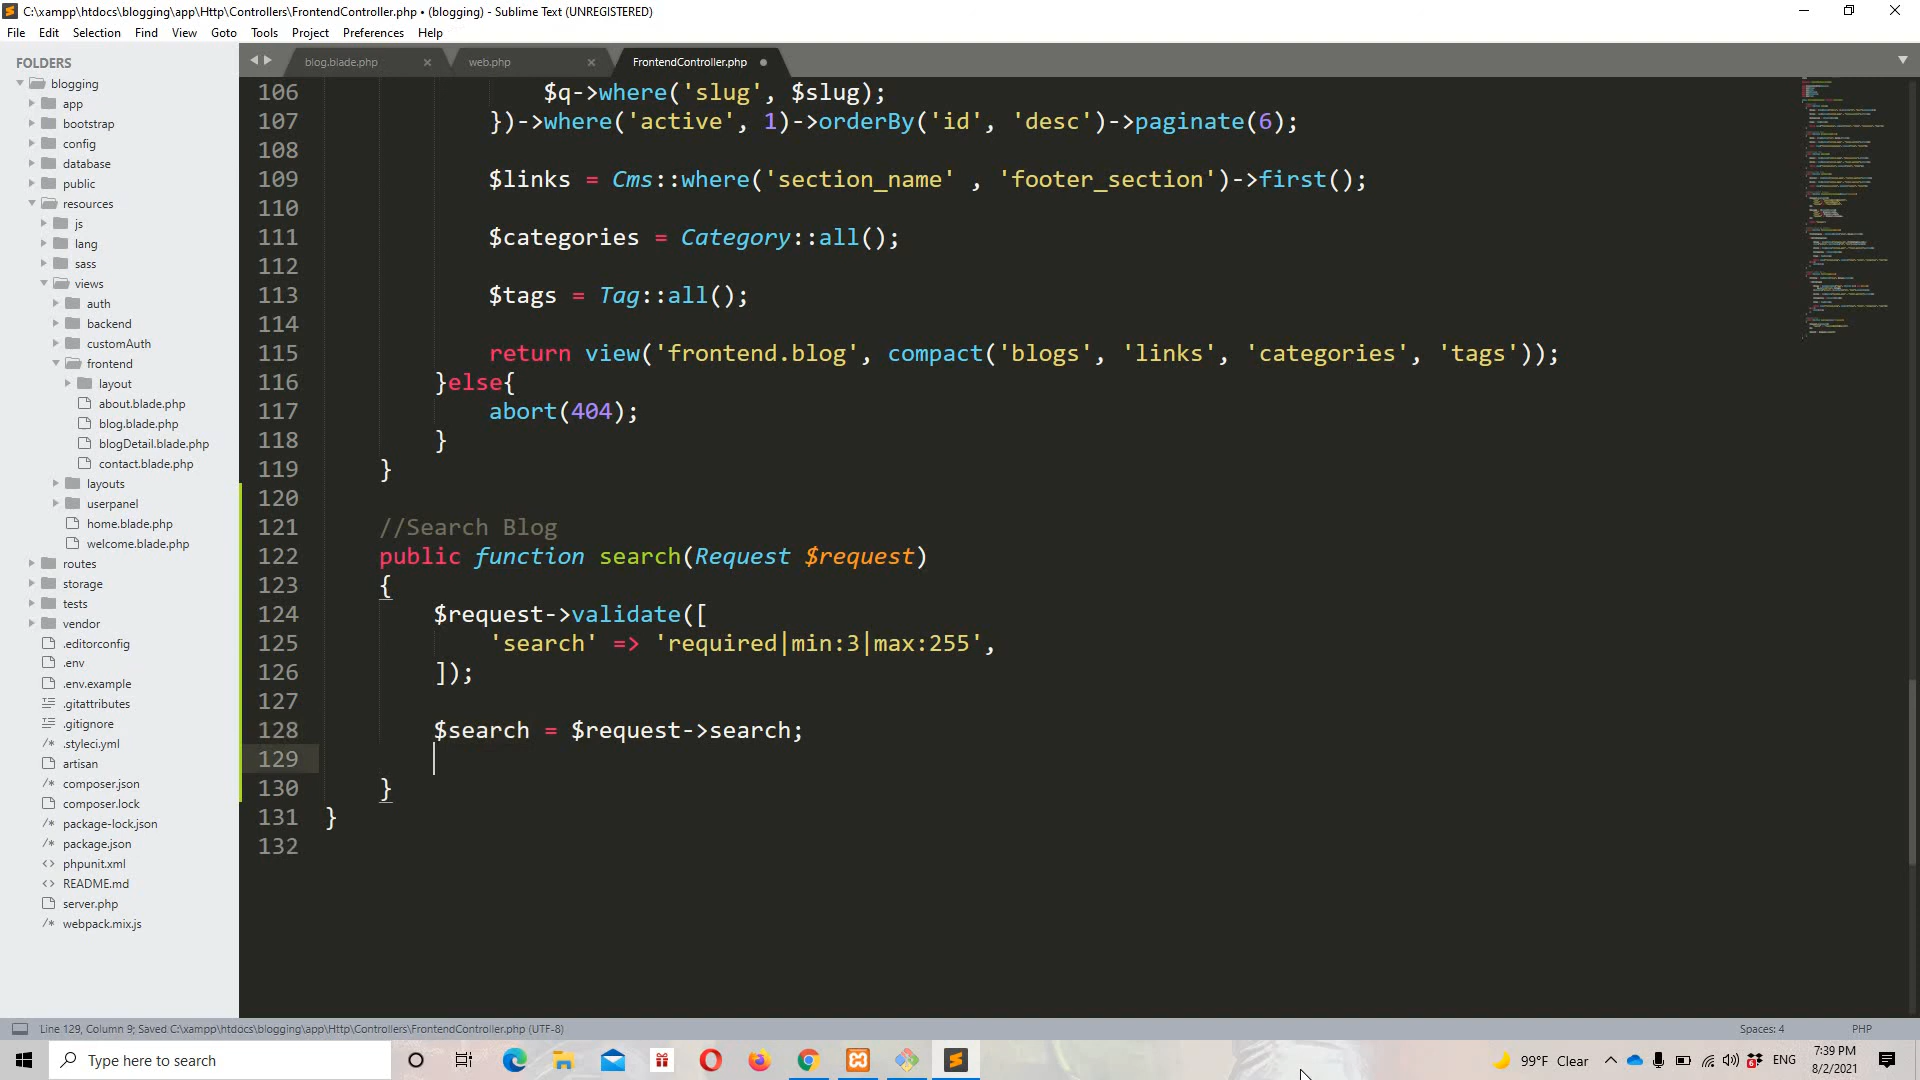 C:\xampp\htdocs\blogging\app\Http\Controllers\FrontendController.php • (blogging) - Sublime Text (UNREGISTERED)
File Edit Selection Find View Goto Tools Project Preferences Help
FOLDERS
blogging
app
bootstrap
config
database
public
resources
js
lang
sass
views
auth
backend
customAuth
frontend
layout
about.blade.php
blog.blade.php
blogDetail.blade.php
contact.blade.php
layouts
userpanel
home.blade.php
welcome.blade.php
routes
storage
tests
vendor
.editorconfig
.env
.env.example
.gitattributes
.gitignore
/* .styleci.yml
artisan
/* composer.json
composer.lock
/* package-lock.json
/* package.json
<> phpunit.xml
<> README.md
server.php
/* webpack.mix.js
blog.blade.php × web.php × FrontendController.php •
106 $q->where('slug', $slug);
107 })->where('active', 1)->orderBy('id', 'desc')->paginate(6);
108
109 $links = Cms::where('section_name' , 'footer_section')->first();
110
111 $categories = Category::all();
112
113 $tags = Tag::all();
114
115 return view('frontend.blog', compact('blogs', 'links', 'categories', 'tags'));
116 }else{
117 abort(404);
118 }
119 }
120
121 //Search Blog
122 public function search(Request $request)
123 {
124 $request->validate([
125 'search' => 'required|min:3|max:255',
126 ]);
127
128 $search = $request->search;
129
130 }
131 }
132
Line 129, Column 9; Saved C:\xampp\htdocs\blogging\app\Http\Controllers\FrontendController.php (UTF-8) Spaces: 4 PHP
Type here to search 99°F Clear ENG 7:39 PM
8/2/2021